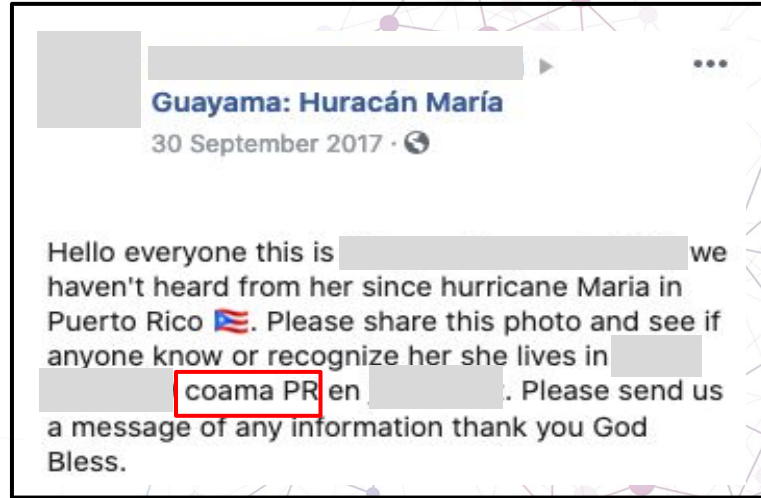 Guayama: Huracán María
30 September 2017 ·
Hello everyone this is we
haven't heard from her since hurricane Maria in
Puerto Rico 🇵🇷. Please share this photo and see if
anyone know or recognize her she lives in
coama PR en . Please send us
a message of any information thank you God
Bless.